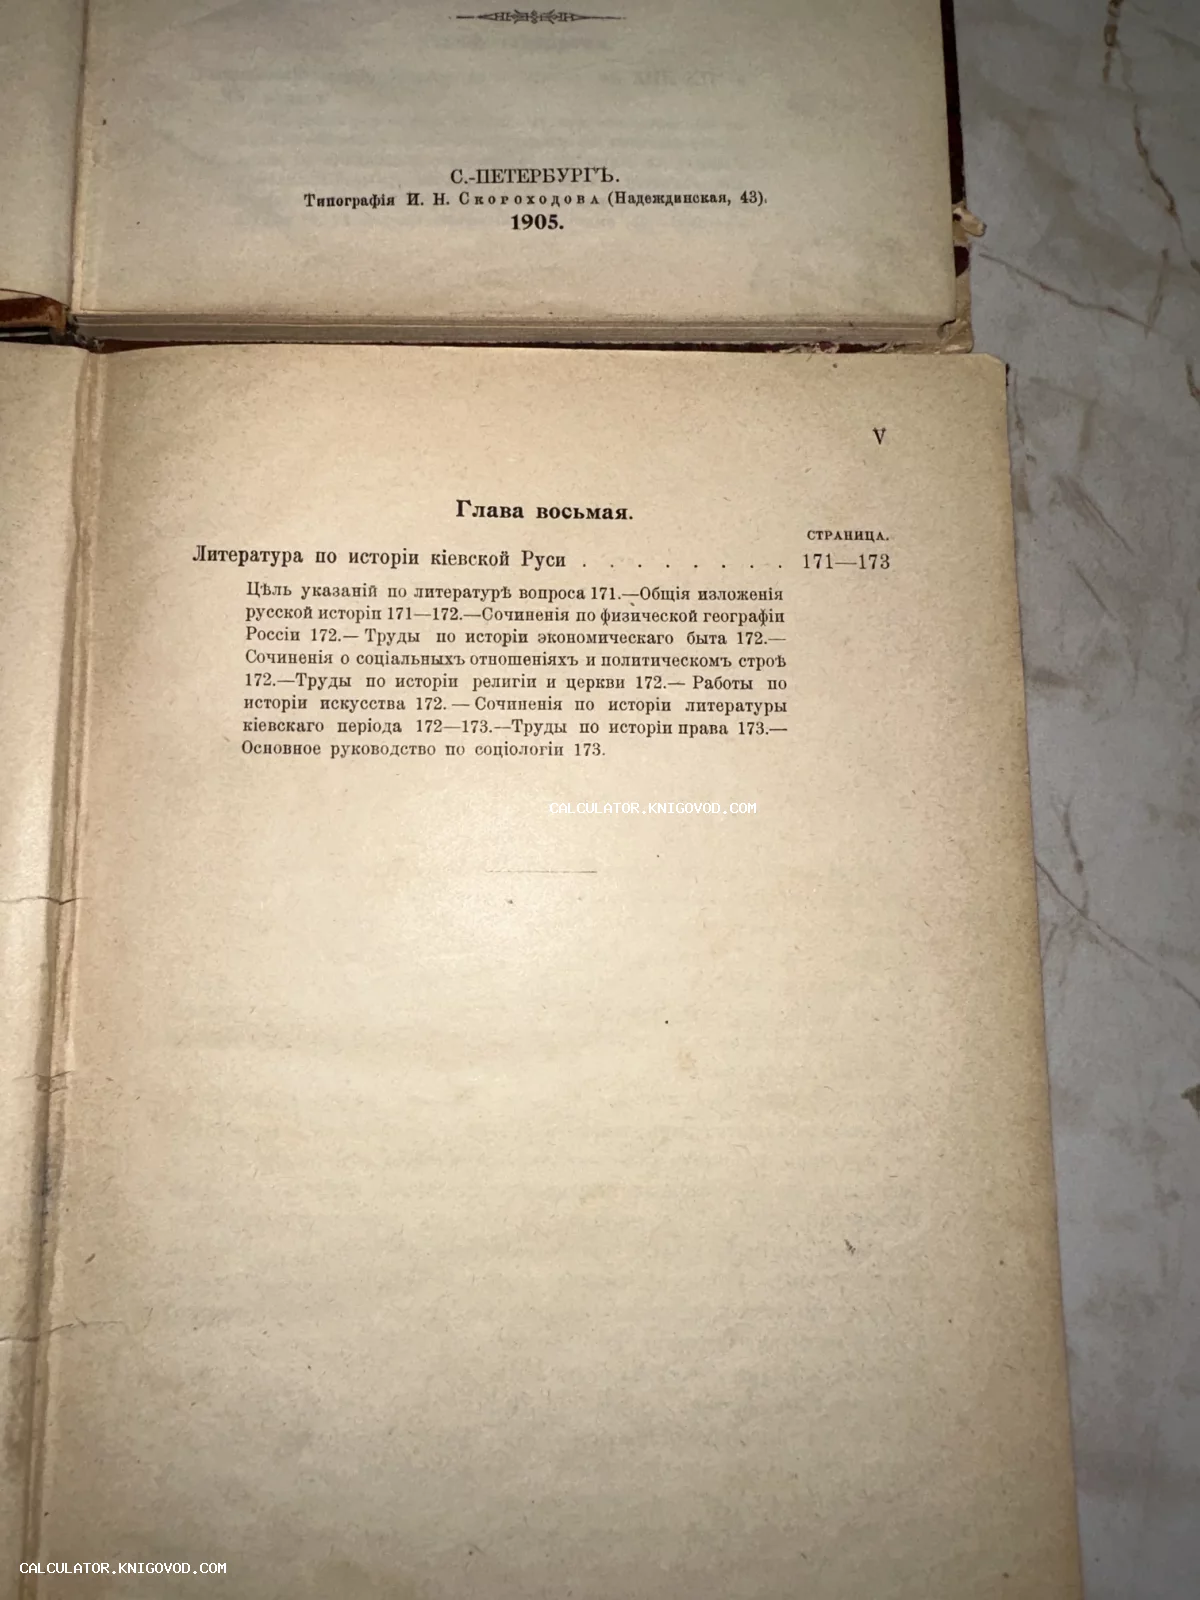 С.-ПЕТЕРБУРГЪ.
Типографія И. Н. Скороходова (Надеждинская, 43).
1905.
V
Глава восьмая.
СТРАНИЦА.
Литература по исторіи кіевской Руси . . . . . . . . 171—173
Цѣль указаній по литературѣ вопроса 171.—Общія изложенія
русской исторіи 171—172.—Сочиненія по физической географіи
Россіи 172.— Труды по исторіи экономическаго быта 172.—
Сочиненія о соціальныхъ отношеніяхъ и политическомъ строѣ
172.—Труды по исторіи религіи и церкви 172.— Работы по
исторіи искусства 172. — Сочиненія по исторіи литературы
кіевскаго періода 172—173.—Труды по исторіи права 173.—
Основное руководство по соціологіи 173.
CALCULATOR.KNIGOVOD.COM
CALCULATOR.KNIGOVOD.COM